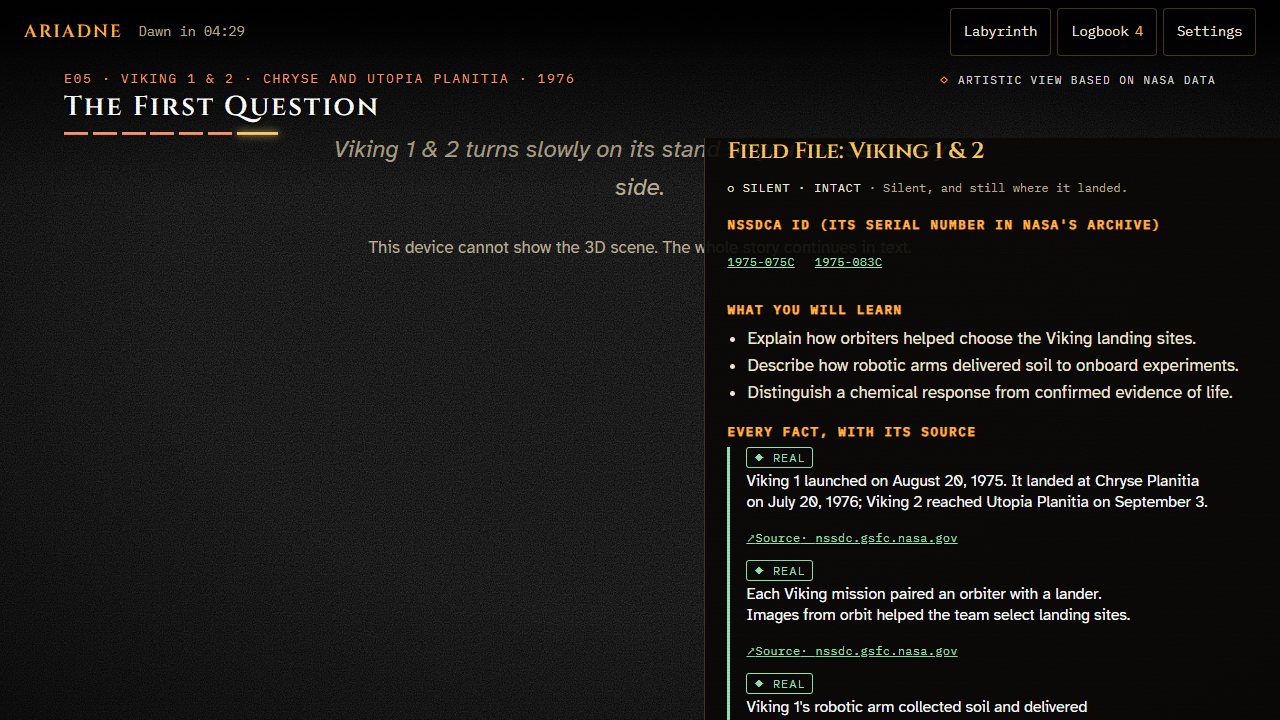 ARIADNE
Dawn in 04:29
Labyrinth
Logbook 4
Settings
E05 · VIKING 1 & 2 · CHRYSE AND UTOPIA PLANITIA · 1976
◇ ARTISTIC VIEW BASED ON NASA DATA
The First Question
Viking 1 & 2 turns slowly on its stand
side.
This device cannot show the 3D scene. The whole story continues in text.
Field File: Viking 1 & 2
o SILENT · INTACT · Silent, and still where it landed.
NSSDCA ID (ITS SERIAL NUMBER IN NASA'S ARCHIVE)
1975-075C 1975-083C
WHAT YOU WILL LEARN
• Explain how orbiters helped choose the Viking landing sites.
• Describe how robotic arms delivered soil to onboard experiments.
• Distinguish a chemical response from confirmed evidence of life.
EVERY FACT, WITH ITS SOURCE
◆ REAL
Viking 1 launched on August 20, 1975. It landed at Chryse Planitia
on July 20, 1976; Viking 2 reached Utopia Planitia on September 3.
↗Source· nssdc.gsfc.nasa.gov
◆ REAL
Each Viking mission paired an orbiter with a lander.
Images from orbit helped the team select landing sites.
↗Source· nssdc.gsfc.nasa.gov
◆ REAL
Viking 1's robotic arm collected soil and delivered